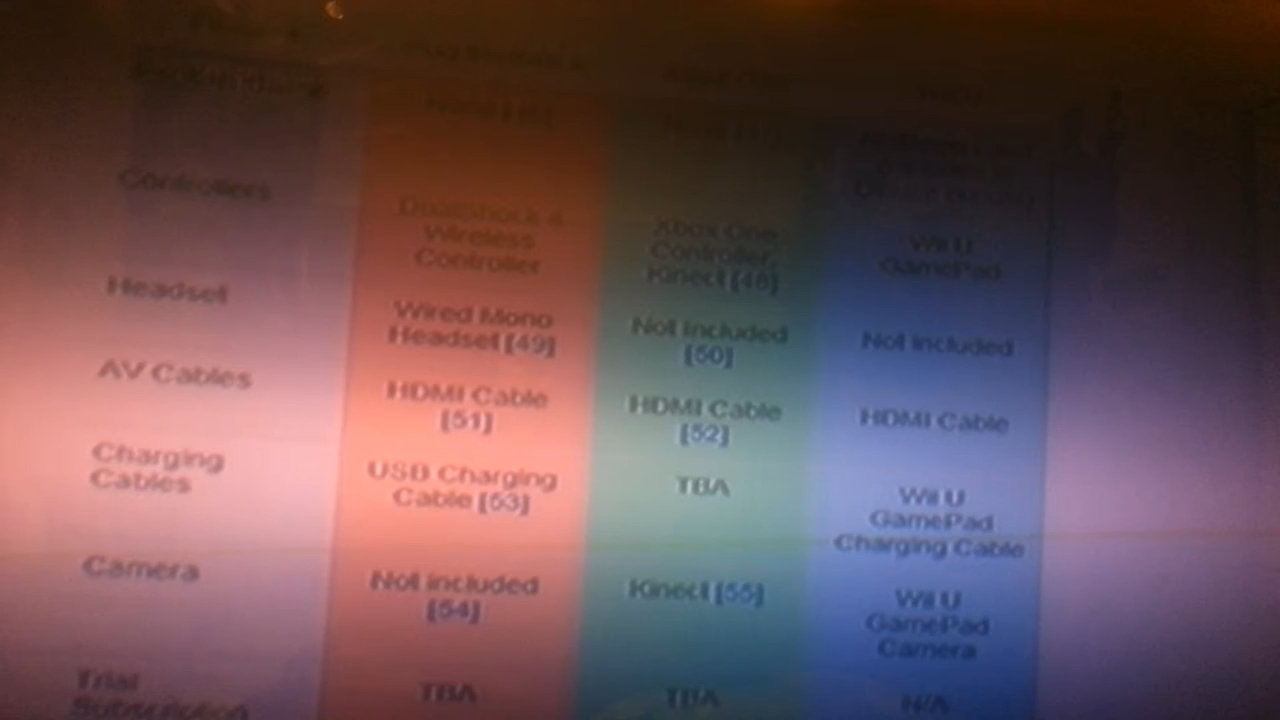 Controllers
Dualshock 4
Wireless
Controller
Xbox One
Controller,
Kinect [48]
Wii U
GamePad
Headset
Wired Mono
Headset [49]
Not Included
[50]
Not Included
AV Cables
HDMI Cable
[51]
HDMI Cable
[52]
HDMI Cable
Charging
Cables
USB Charging
Cable [53]
TBA
Wii U
GamePad
Charging Cable
Camera
Not included
[54]
Kinect [55]
Wii U
GamePad
Camera
Trial
Subscription
TBA
TBA
N/A